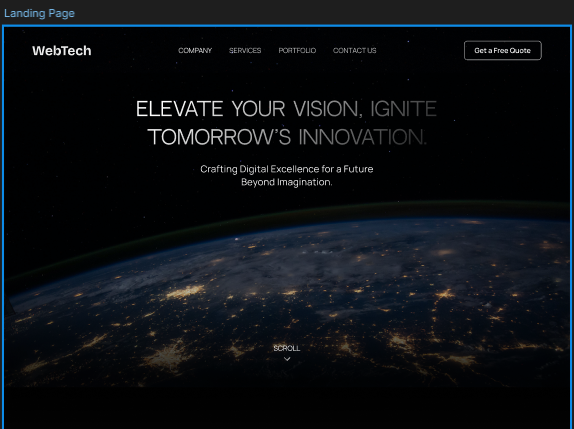 Landing Page
WebTech
COMPANY
SERVICES
PORTFOLIO
CONTACT US
Get a Free Quote
ELEVATE YOUR VISION, IGNITE
TOMORROW'S INNOVATION.
Crafting Digital Excellence for a Future
Beyond Imagination.
SCROLL